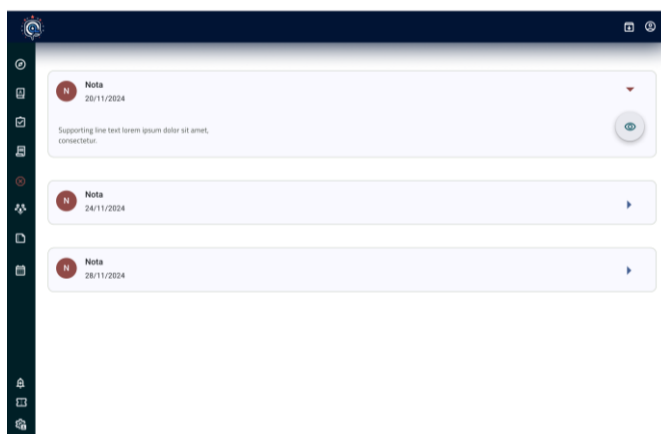 N
Nota
20/11/2024
Supporting line text lorem ipsum dolor sit amet,
consectetur.
N
Nota
24/11/2024
N
Nota
28/11/2024